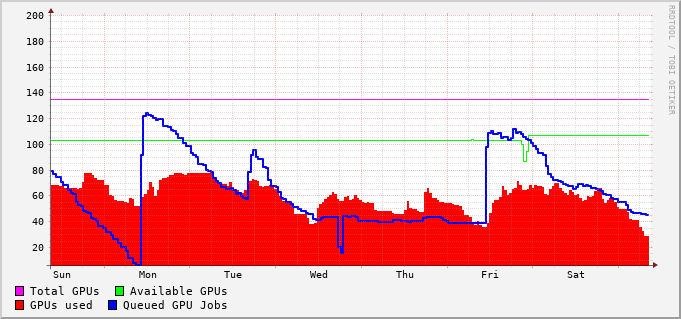 200
180
160
140
120
100
80
60
40
20
Sun Mon Tue Wed Thu Fri Sat
Total GPUs Available GPUs
GPUs used Queued GPU Jobs
RRDTOOL / TOBI OETIKER